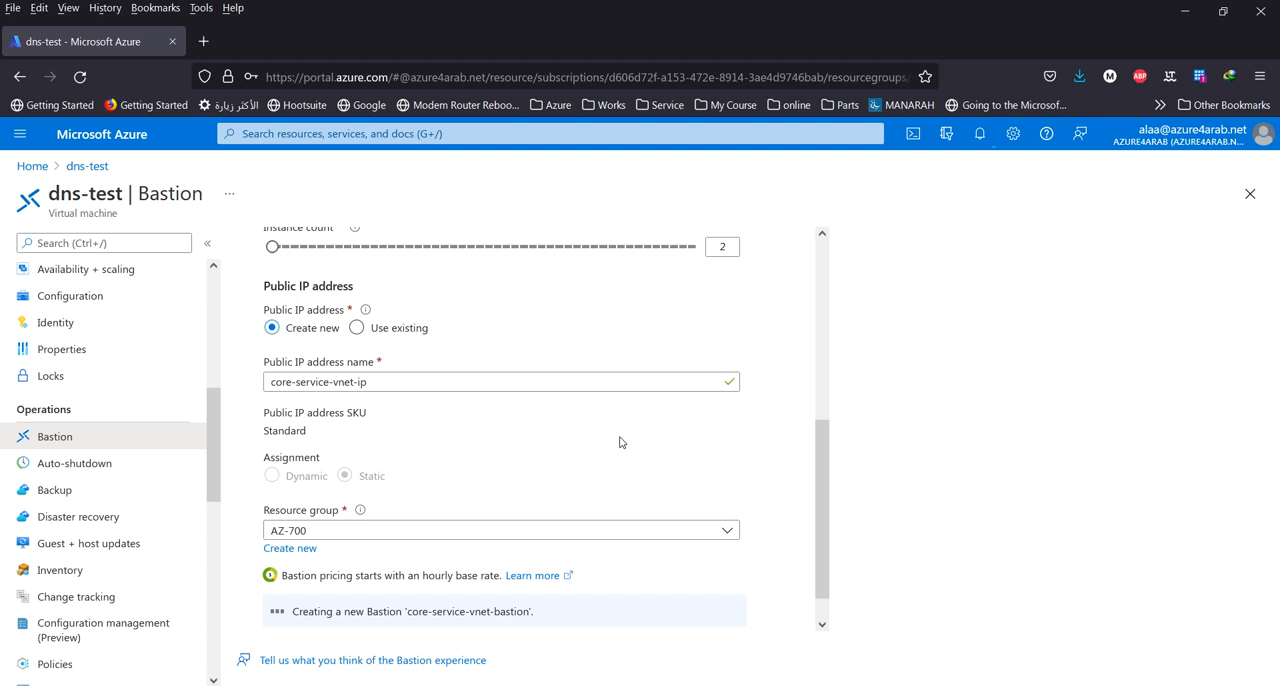 File Edit View History Bookmarks Tools Help
dns-test - Microsoft Azure
https://portal.azure.com/#@azure4arab.net/resource/subscriptions/d606d72f-a153-472e-8914-3ae4d9746bab/resourcegroups/
Getting Started Getting Started الأكثر زيارة Hootsuite Google Modern Router Reboo... Azure Works Service My Course online Parts MANARAH Going to the Microsof... Other Bookmarks
Microsoft Azure
Search resources, services, and docs (G+/)
alaa@azure4arab.net
AZURE4ARAB (AZURE4ARAB.N...
Home > dns-test
dns-test | Bastion ...
Virtual machine
Search (Ctrl+/) «
Availability + scaling
Configuration
Identity
Properties
Locks
Operations
Bastion
Auto-shutdown
Backup
Disaster recovery
Guest + host updates
Inventory
Change tracking
Configuration management
(Preview)
Policies
Instance count
2
Public IP address
Public IP address *
Create new Use existing
Public IP address name *
core-service-vnet-ip
Public IP address SKU
Standard
Assignment
Dynamic Static
Resource group *
AZ-700
Create new
Bastion pricing starts with an hourly base rate. Learn more
Creating a new Bastion 'core-service-vnet-bastion'.
Tell us what you think of the Bastion experience